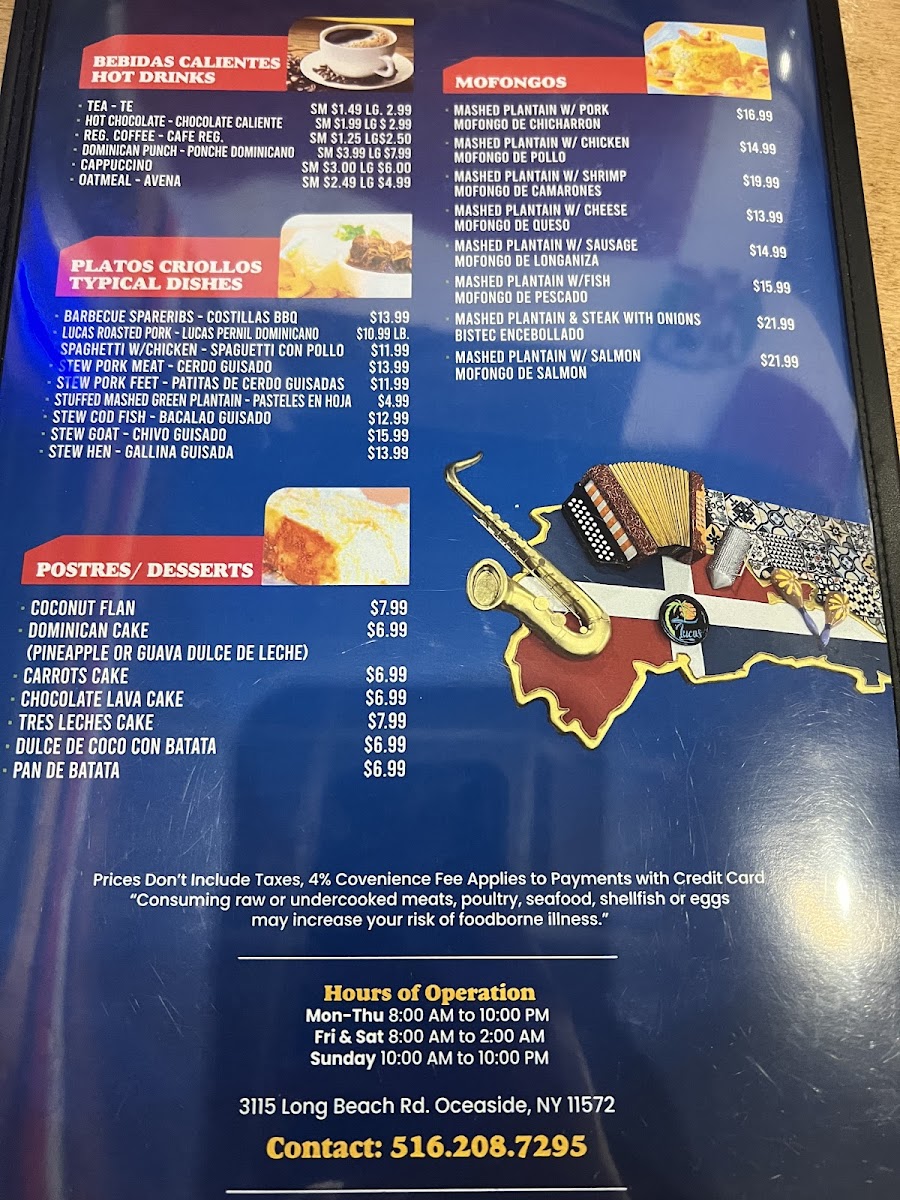 BEBIDAS CALIENTES
HOT DRINKS
· TEA - TE SM $1.49 LG. 2.99
· HOT CHOCOLATE - CHOCOLATE CALIENTE SM $1.99 LG $ 2.99
· REG. COFFEE - CAFE REG. SM $1.25 LG$2.50
· DOMINICAN PUNCH - PONCHE DOMINICANO SM $3.99 LG $7.99
· CAPPUCCINO SM $3.00 LG $6.00
· OATMEAL - AVENA SM $2.49 LG $4.99
PLATOS CRIOLLOS
TYPICAL DISHES
· BARBECUE SPARERIBS - COSTILLAS BBQ $13.99
· LUCAS ROASTED PORK - LUCAS PERNIL DOMINICANO $10.99 LB.
SPAGHETTI W/CHICKEN - SPAGUETTI CON POLLO $11.99
· STEW PORK MEAT - CERDO GUISADO $13.99
· STEW PORK FEET - PATITAS DE CERDO GUISADAS $11.99
· STUFFED MASHED GREEN PLANTAIN - PASTELES EN HOJA $4.99
· STEW COD FISH - BACALAO GUISADO $12.99
· STEW GOAT - CHIVO GUISADO $15.99
· STEW HEN - GALLINA GUISADA $13.99
POSTRES/ DESSERTS
· COCONUT FLAN $7.99
· DOMINICAN CAKE $6.99
(PINEAPPLE OR GUAVA DULCE DE LECHE)
· CARROTS CAKE $6.99
· CHOCOLATE LAVA CAKE $6.99
· TRES LECHES CAKE $7.99
· DULCE DE COCO CON BATATA $6.99
· PAN DE BATATA $6.99
MOFONGOS
· MASHED PLANTAIN W/ PORK $16.99
MOFONGO DE CHICHARRON
· MASHED PLANTAIN W/ CHICKEN $14.99
MOFONGO DE POLLO
· MASHED PLANTAIN W/ SHRIMP $19.99
MOFONGO DE CAMARONES
· MASHED PLANTAIN W/ CHEESE $13.99
MOFONGO DE QUESO
· MASHED PLANTAIN W/ SAUSAGE $14.99
MOFONGO DE LONGANIZA
· MASHED PLANTAIN W/FISH $15.99
MOFONGO DE PESCADO
· MASHED PLANTAIN & STEAK WITH ONIONS $21.99
BISTEC ENCEBOLLADO
· MASHED PLANTAIN W/ SALMON $21.99
MOFONGO DE SALMON
Lucas
Prices Don't Include Taxes, 4% Covenience Fee Applies to Payments with Credit Card
"Consuming raw or undercooked meats, poultry, seafood, shellfish or eggs
may increase your risk of foodborne illness."
Hours of Operation
Mon-Thu 8:00 AM to 10:00 PM
Fri & Sat 8:00 AM to 2:00 AM
Sunday 10:00 AM to 10:00 PM
3115 Long Beach Rd. Oceaside, NY 11572
Contact: 516.208.7295